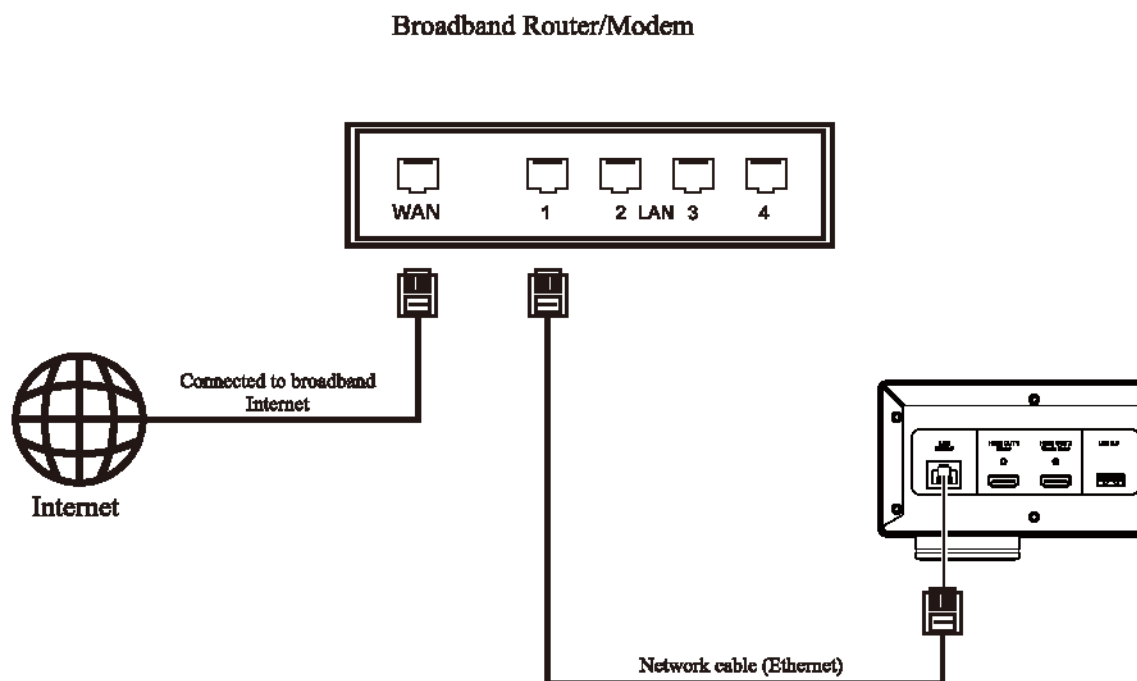 Broadband Router/Modem
WAN
1
2 LAN 3
4
Connected to broadband
Internet
Internet
Network cable (Ethernet)